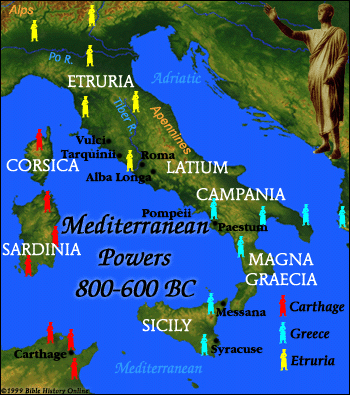 Alps
Po R.
ETRURIA
Adriatic
Tiber R.
Apennines
Vulci
Tarquinii
Roma
CORSICA
LATIUM
Alba Longa
CAMPANIA
Pompeii
Mediterranean
Paestum
SARDINIA
Powers
MAGNA
GRAECIA
800-600 BC
Carthage
Messana
SICILY
Greece
Carthage
Syracuse
Etruria
Mediterranean
©1999 Bible History Online